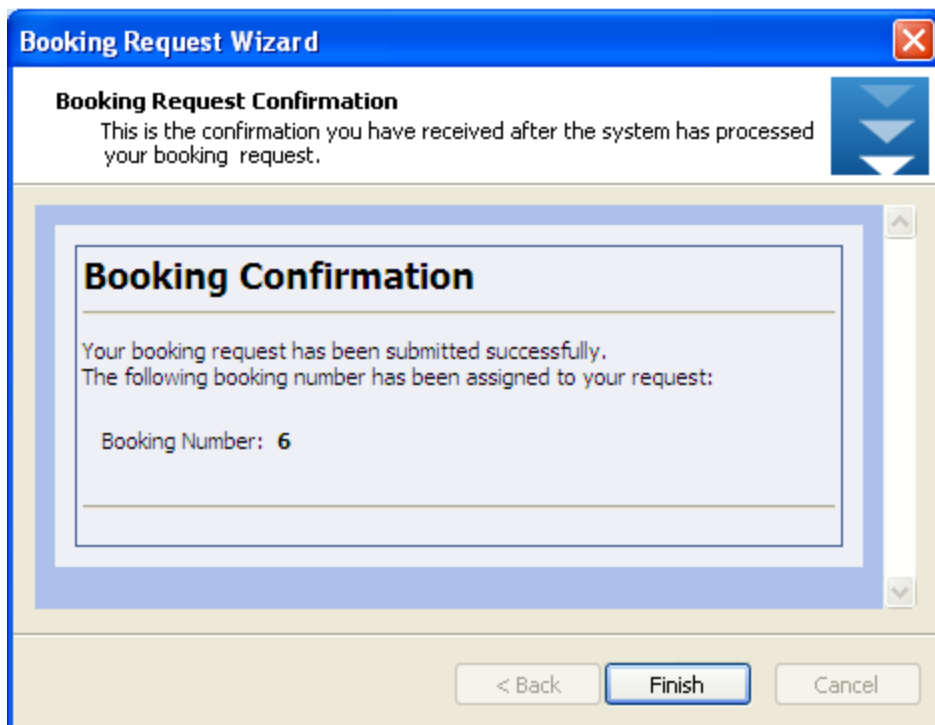 Booking Request Wizard
Booking Request Confirmation
This is the confirmation you have received after the system has processed
your booking request.
Booking Confirmation
Your booking request has been submitted successfully.
The following booking number has been assigned to your request:
Booking Number: 6
< Back Finish Cancel